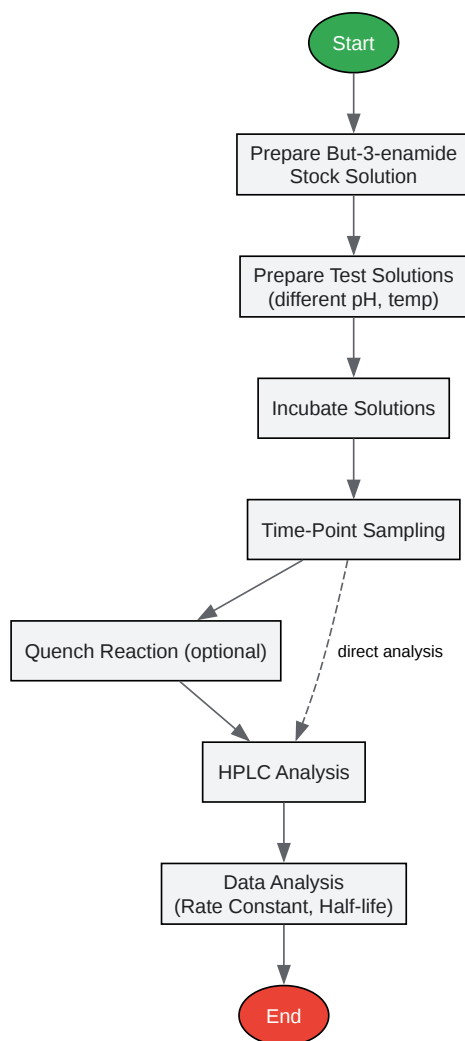 Start
Prepare But-3-enamide
Stock Solution
Prepare Test Solutions
(different pH, temp)
Incubate Solutions
Time-Point Sampling
Quench Reaction (optional)
direct analysis
HPLC Analysis
Data Analysis
(Rate Constant, Half-life)
End